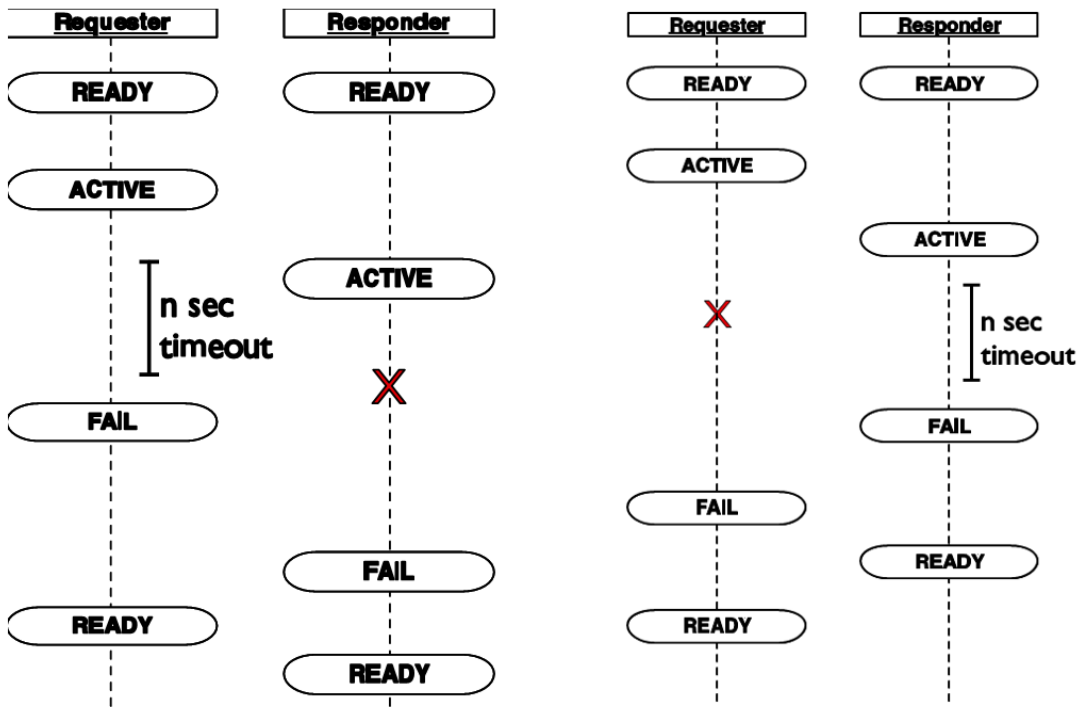 Requester
Responder
READY
READY
ACTIVE
ACTIVE
n sec
timeout
FAIL
FAIL
READY
READY
Requester
Responder
READY
READY
ACTIVE
ACTIVE
n sec
timeout
FAIL
FAIL
READY
READY